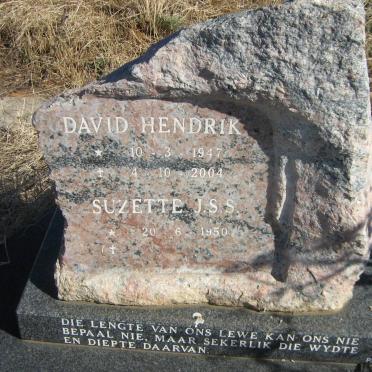 DAVID HENDRIK
* 10 - 3 - 1947
† 4 - 10 - 2004
SUZETTE J.S.S.
* 20 - 6 - 1950
†
DIE LENGTE VAN ONS LEWE KAN ONS NIE
BEPAAL NIE, MAAR SEKERLIK DIE WYDTE
EN DIEPTE DAARVAN.